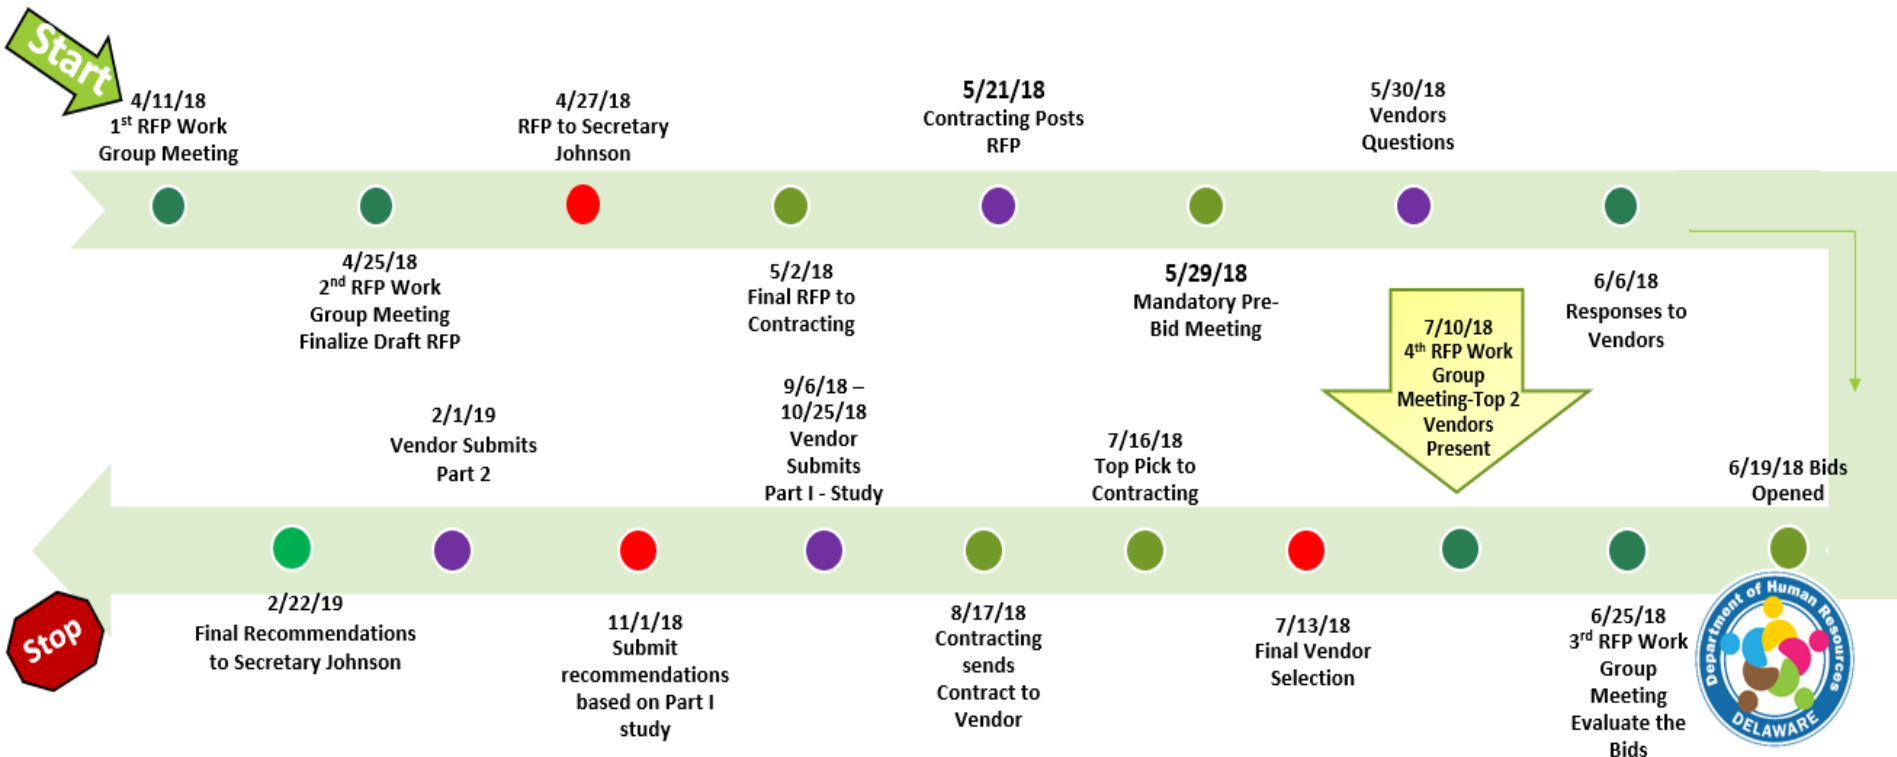 Start
4/11/18
1st RFP Work
Group Meeting
4/25/18
2nd RFP Work
Group Meeting
Finalize Draft RFP
4/27/18
RFP to Secretary
Johnson
5/2/18
Final RFP to
Contracting
5/21/18
Contracting Posts
RFP
5/29/18
Mandatory Pre-
Bid Meeting
5/30/18
Vendors
Questions
6/6/18
Responses to
Vendors
6/19/18 Bids
Opened
6/25/18
3rd RFP Work
Group
Meeting
Evaluate the
Bids
7/10/18
4th RFP Work
Group
Meeting-Top 2
Vendors
Present
7/13/18
Final Vendor
Selection
7/16/18
Top Pick to
Contracting
8/17/18
Contracting
sends
Contract to
Vendor
9/6/18 –
10/25/18
Vendor
Submits
Part I - Study
11/1/18
Submit
recommendations
based on Part I
study
2/1/19
Vendor Submits
Part 2
2/22/19
Final Recommendations
to Secretary Johnson
Stop
Department of Human Resources
DELAWARE